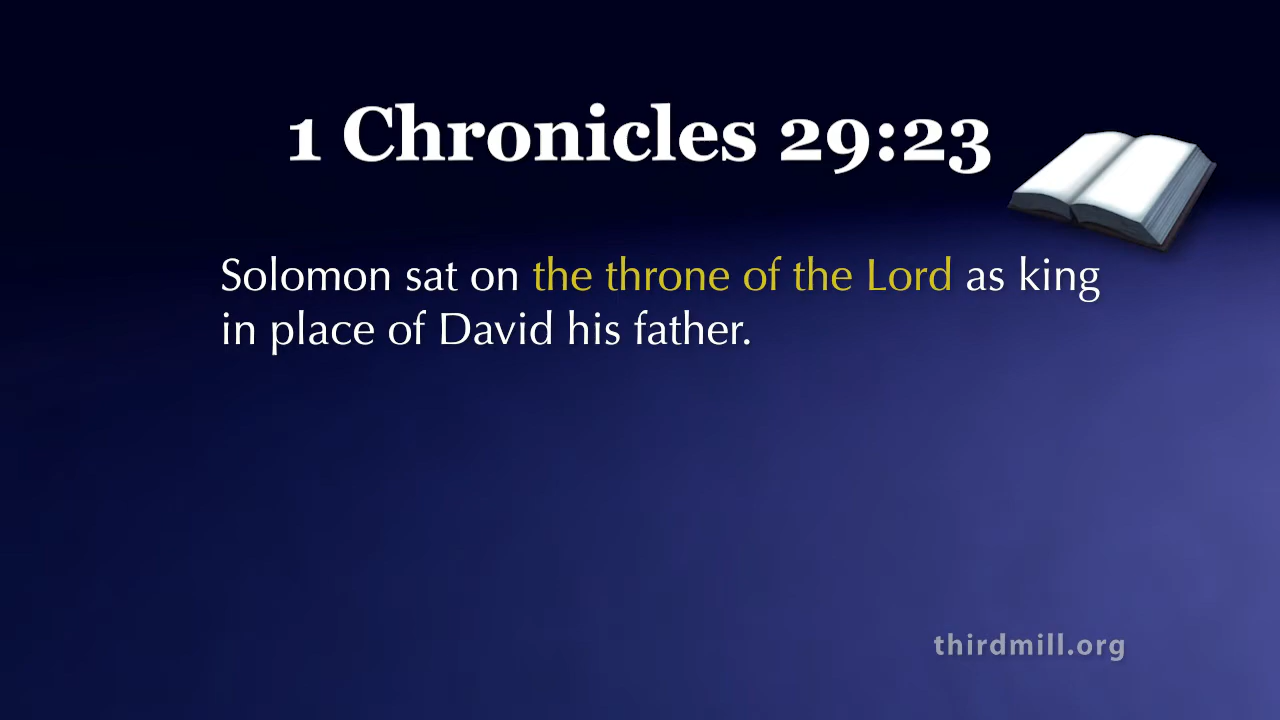 1 Chronicles 29:23
Solomon sat on the throne of the Lord as king
in place of David his father.
thirdmill.org